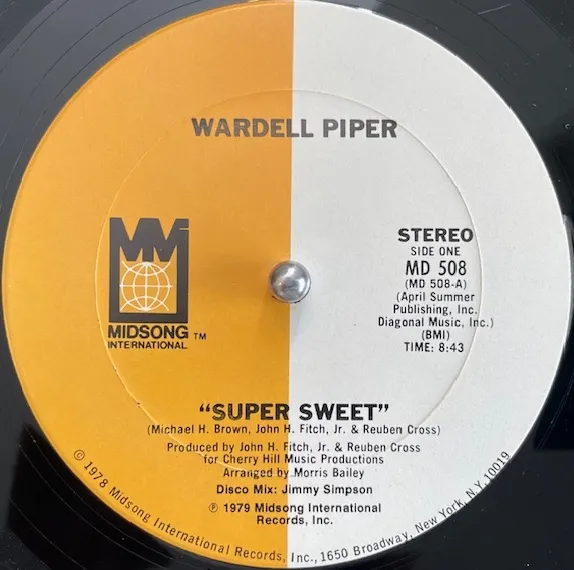 WARDELL PIPER
MM
MIDSONG TM
INTERNATIONAL
STEREO
SIDE ONE
MD 508
(MD 508-A)
(April Summer
Publishing, Inc.
Diagonal Music, Inc.)
(BMI)
TIME: 8:43
“SUPER SWEET”
(Michael H. Brown, John H. Fitch, Jr. & Reuben Cross)
Produced by John H. Fitch, Jr. & Reuben Cross
for Cherry Hill Music Productions
Arranged by Morris Bailey
Disco Mix: Jimmy Simpson
℗ 1979 Midsong International
Records, Inc.
© 1978 Midsong International Records, Inc., 1650 Broadway, New York, N.Y. 10019